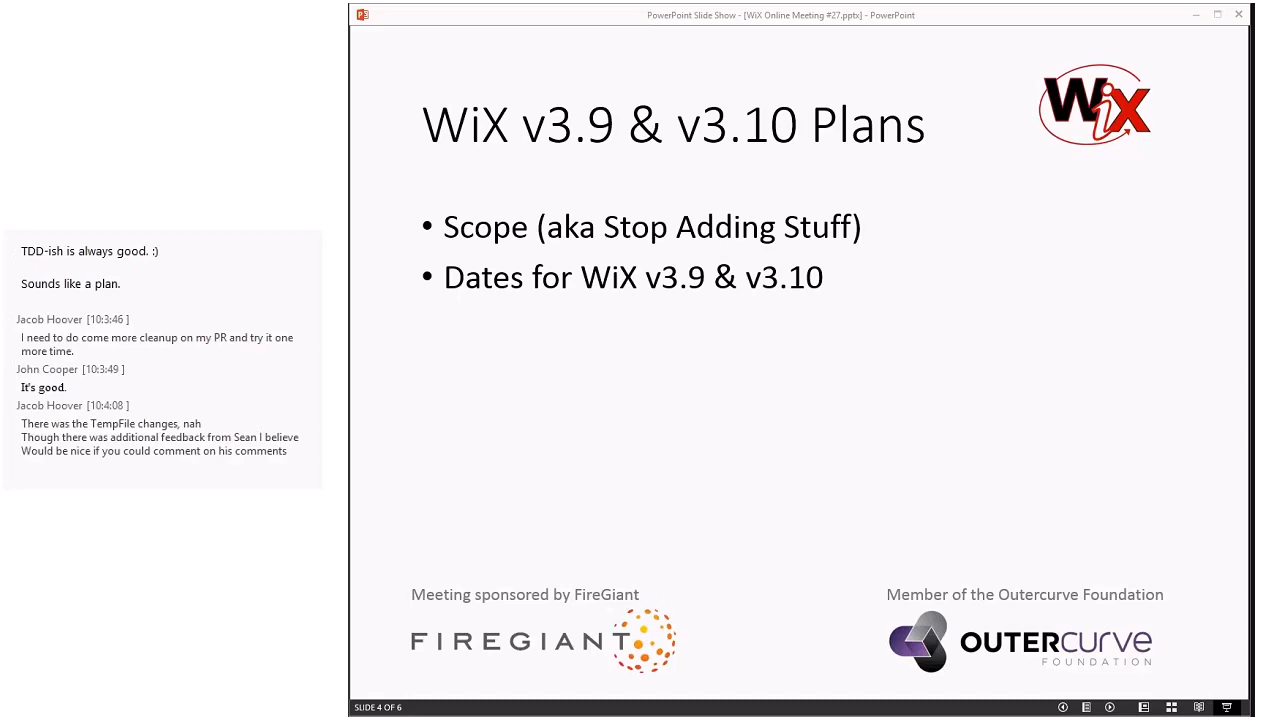 TDD-ish is always good. :)
Sounds like a plan.
Jacob Hoover [10:3:46 ]
I need to do come more cleanup on my PR and try it one
more time.
John Cooper [10:3:49 ]
It's good.
Jacob Hoover [10:4:08 ]
There was the TempFile changes, nah
Though there was additional feedback from Sean I believe
Would be nice if you could comment on his comments
PowerPoint Slide Show - [WiX Online Meeting #27.pptx] - PowerPoint
WiX
WiX v3.9 & v3.10 Plans
• Scope (aka Stop Adding Stuff)
• Dates for WiX v3.9 & v3.10
Meeting sponsored by FireGiant
FIREGIANT
Member of the Outercurve Foundation
OUTERCURVE
FOUNDATION
SLIDE 4 OF 6